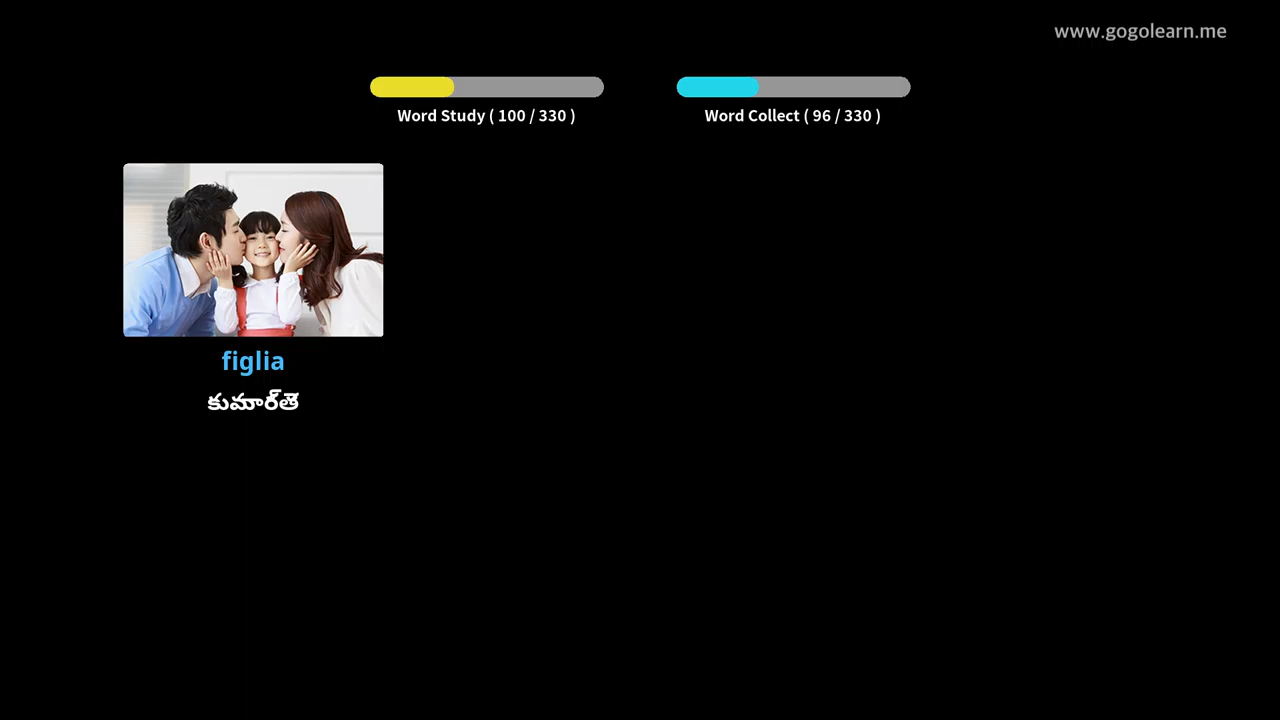 www.gogolearn.me
Word Study ( 100 / 330 )
Word Collect ( 96 / 330 )
figlia
కుమార్తె